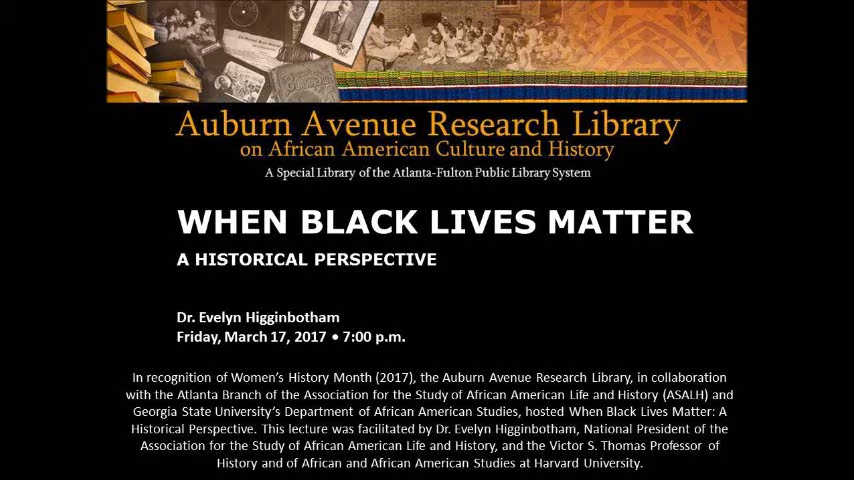 Auburn Avenue Research Library
on African American Culture and History
A Special Library of the Atlanta-Fulton Public Library System
WHEN BLACK LIVES MATTER
A HISTORICAL PERSPECTIVE
Dr. Evelyn Higginbotham
Friday, March 17, 2017 • 7:00 p.m.
In recognition of Women's History Month (2017), the Auburn Avenue Research Library, in collaboration
with the Atlanta Branch of the Association for the Study of African American Life and History (ASALH) and
Georgia State University's Department of African American Studies, hosted When Black Lives Matter: A
Historical Perspective. This lecture was facilitated by Dr. Evelyn Higginbotham, National President of the
Association for the Study of African American Life and History, and the Victor S. Thomas Professor of
History and of African and African American Studies at Harvard University.